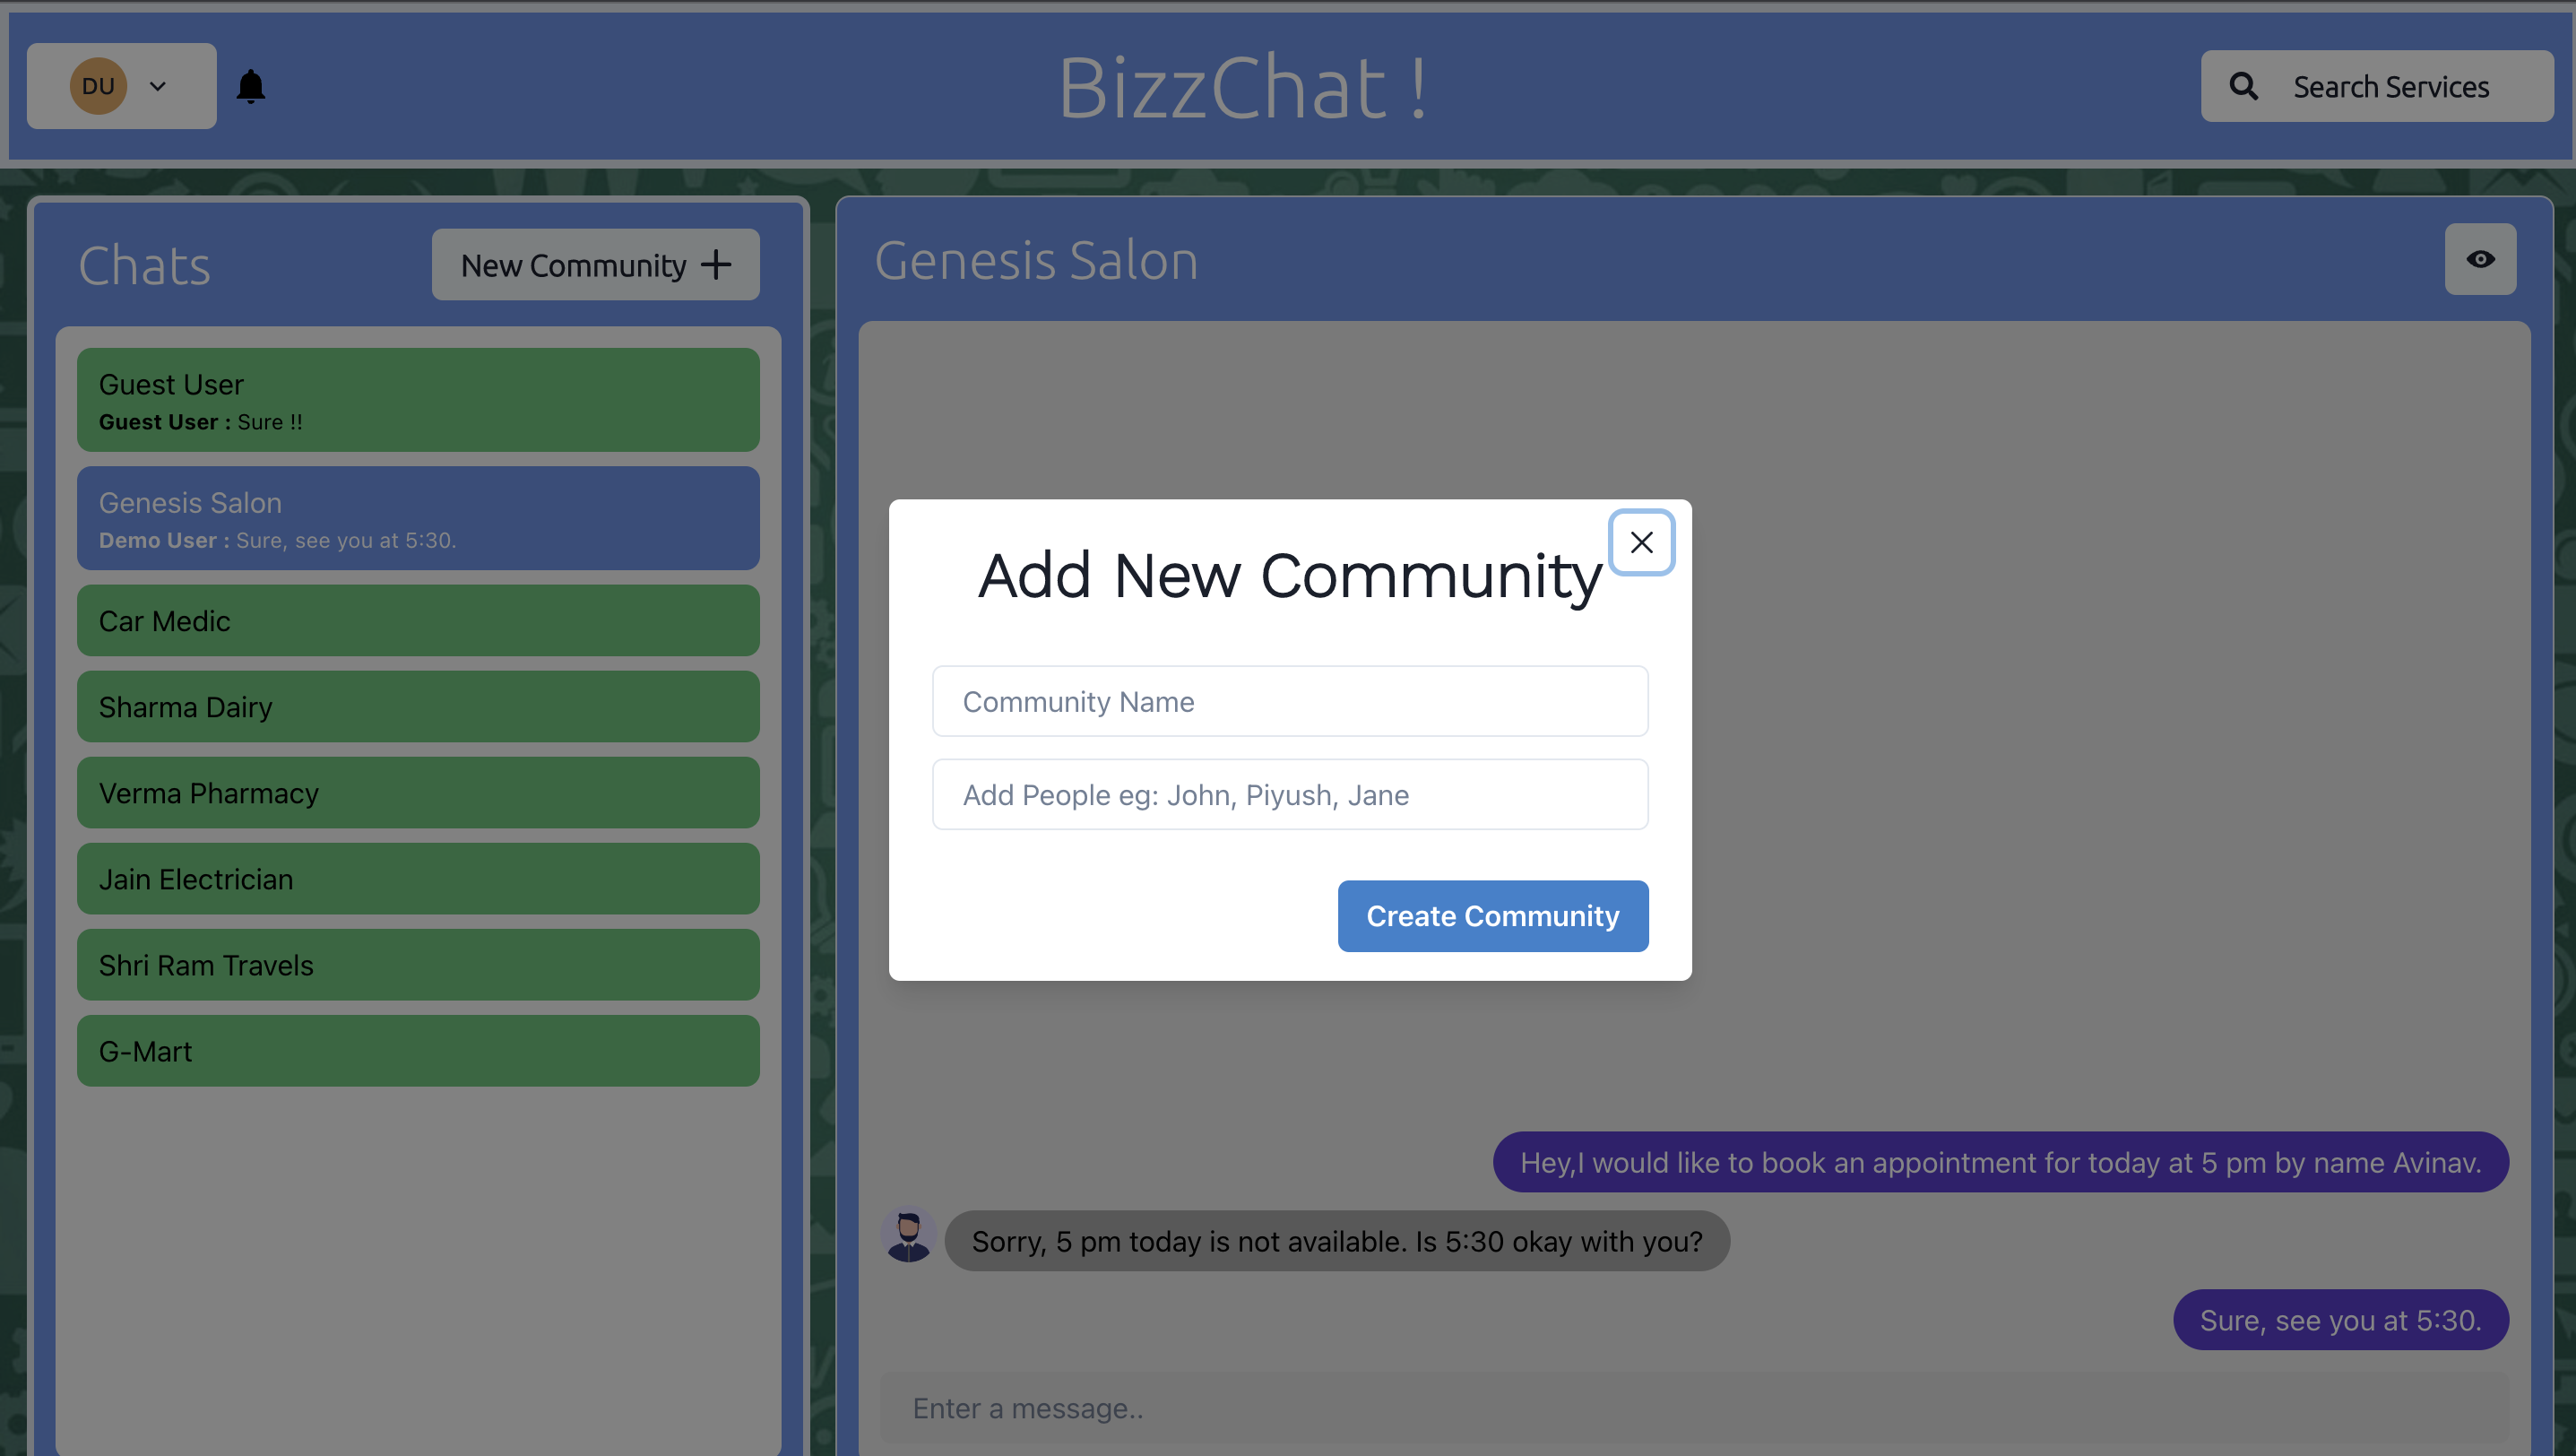 DU
BizzChat !
Search Services
Chats
New Community
Genesis Salon
Guest User
Guest User : Sure !!
Genesis Salon
Demo User : Sure, see you at 5:30.
Car Medic
Sharma Dairy
Verma Pharmacy
Jain Electrician
Shri Ram Travels
G-Mart
Add New Community
Community Name
Add People eg: John, Piyush, Jane
Create Community
Hey,I would like to book an appointment for today at 5 pm by name Avinav.
Sorry, 5 pm today is not available. Is 5:30 okay with you?
Sure, see you at 5:30.
Enter a message..